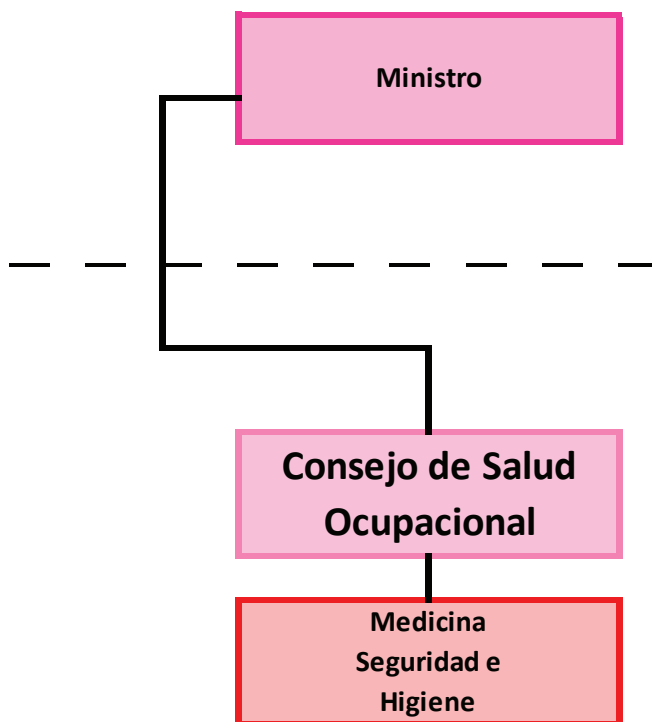 Ministro
Consejo de Salud
Ocupacional
Medicina
Seguridad e
Higiene